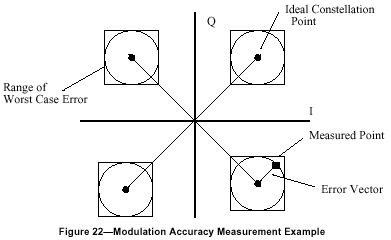 Q
Ideal Constellation
Point
Range of
Worst Case Error
I
Measured Point
Error Vector
Figure 22—Modulation Accuracy Measurement Example